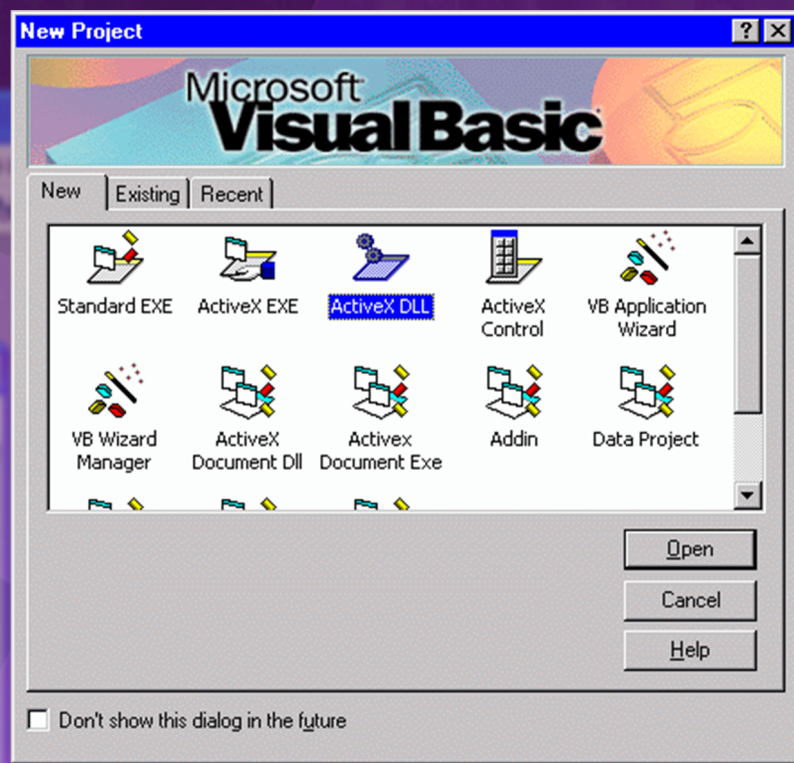 New Project
Microsoft
Visual Basic
New Existing Recent
Standard EXE ActiveX EXE ActiveX DLL ActiveX Control VB Application Wizard
VB Wizard Manager ActiveX Document Dll Activex Document Exe Addin Data Project
Open
Cancel
Help
Don't show this dialog in the future